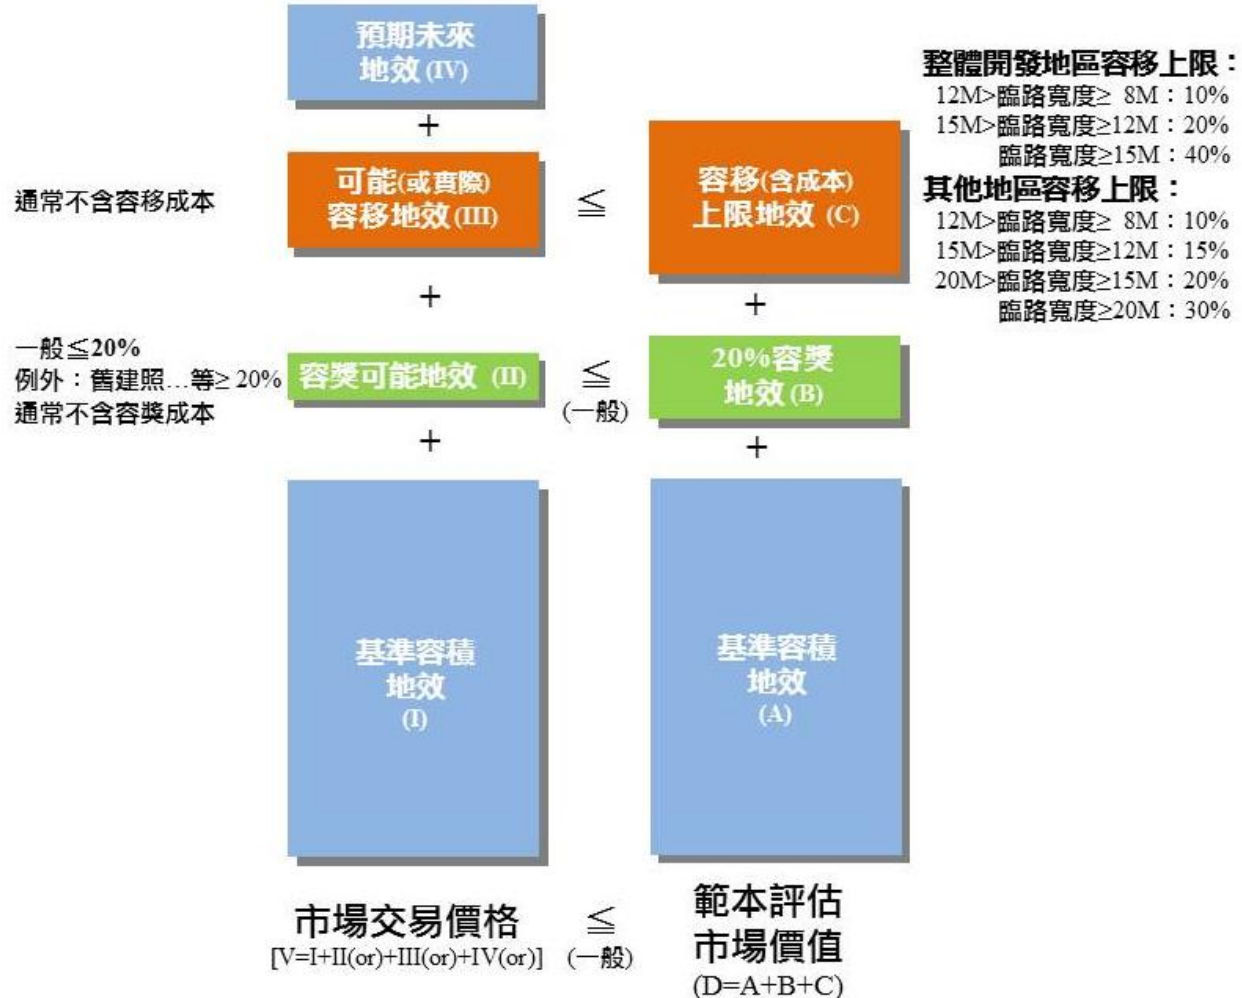 預期未來
地效 (IV)
+
可能(或實際)
容移地效(III)
通常不含容移成本
≦
容移(含成本)
上限地效 (C)
整體開發地區容移上限：
12M>臨路寬度≥ 8M：10%
15M>臨路寬度≥12M：20%
臨路寬度≥15M：40%
其他地區容移上限：
12M>臨路寬度≥ 8M：10%
15M>臨路寬度≥12M：15%
20M>臨路寬度≥15M：20%
臨路寬度≥20M：30%
+
+
一般≦20%
例外：舊建照…等≥ 20%
通常不含容獎成本
容獎可能地效 (II)
≦
(一般)
20%容獎
地效 (B)
+
+
基準容積
地效
(I)
基準容積
地效
(A)
市場交易價格
[V=I+II(or)+III(or)+IV(or)]
≦
(一般)
範本評估
市場價值
(D=A+B+C)